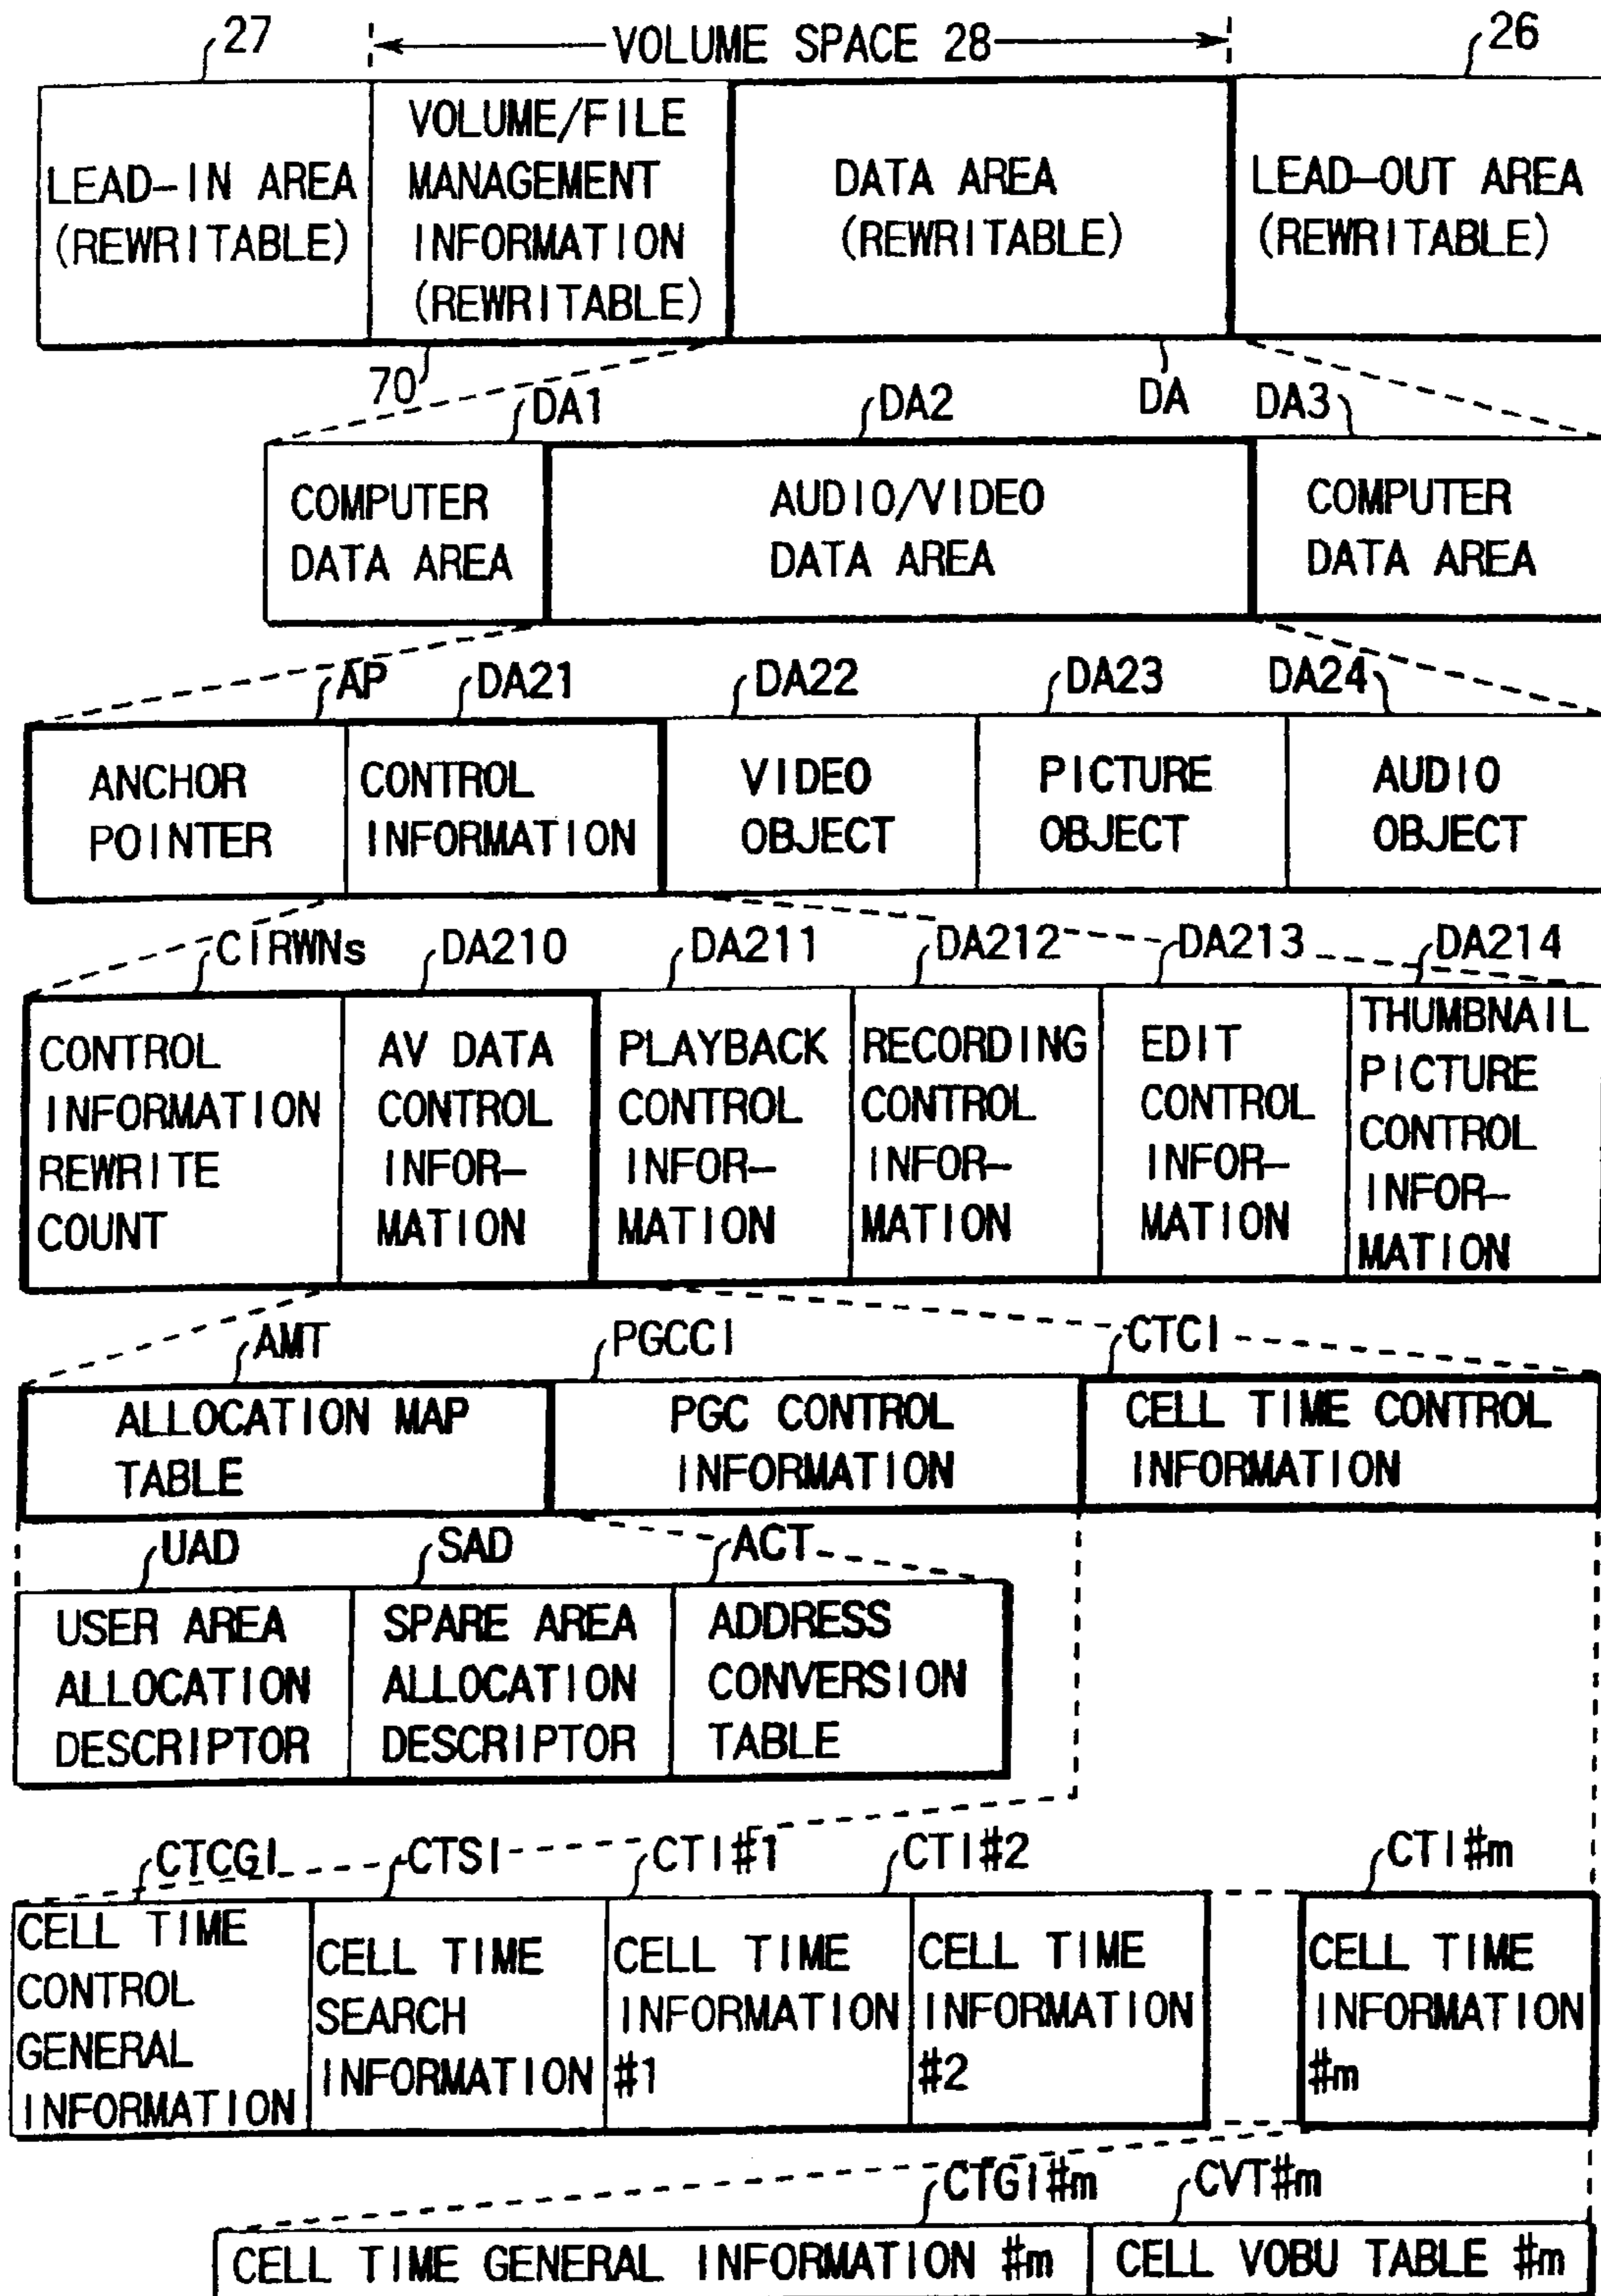 27
VOLUME SPACE 28
26
LEAD-IN AREA
(REWRITABLE)
VOLUME/FILE
MANAGEMENT
INFORMATION
(REWRITABLE)
DATA AREA
(REWRITABLE)
LEAD-OUT AREA
(REWRITABLE)
70
DA
DA1
DA2
DA3
COMPUTER
DATA AREA
AUDIO/VIDEO
DATA AREA
COMPUTER
DATA AREA
AP
DA21
DA22
DA23
DA24
ANCHOR
POINTER
CONTROL
INFORMATION
VIDEO
OBJECT
PICTURE
OBJECT
AUDIO
OBJECT
CIRWNs
DA210
DA211
DA212
DA213
DA214
CONTROL
INFORMATION
REWRITE
COUNT
AV DATA
CONTROL
INFOR-
MATION
PLAYBACK
CONTROL
INFOR-
MATION
RECORDING
CONTROL
INFOR-
MATION
EDIT
CONTROL
INFOR-
MATION
THUMBNAIL
PICTURE
CONTROL
INFOR-
MATION
AMT
PGCCI
CTCI
ALLOCATION MAP
TABLE
PGC CONTROL
INFORMATION
CELL TIME CONTROL
INFORMATION
UAD
SAD
ACT
USER AREA
ALLOCATION
DESCRIPTOR
SPARE AREA
ALLOCATION
DESCRIPTOR
ADDRESS
CONVERSION
TABLE
CTCGI
CTSI
CTI#1
CTI#2
CTI#m
CELL TIME
CONTROL
GENERAL
INFORMATION
CELL TIME
SEARCH
INFORMATION
CELL TIME
INFORMATION
#1
CELL TIME
INFORMATION
#2
CELL TIME
INFORMATION
#m
CTGI#m
CVT#m
CELL TIME GENERAL INFORMATION #m
CELL VOBU TABLE #m